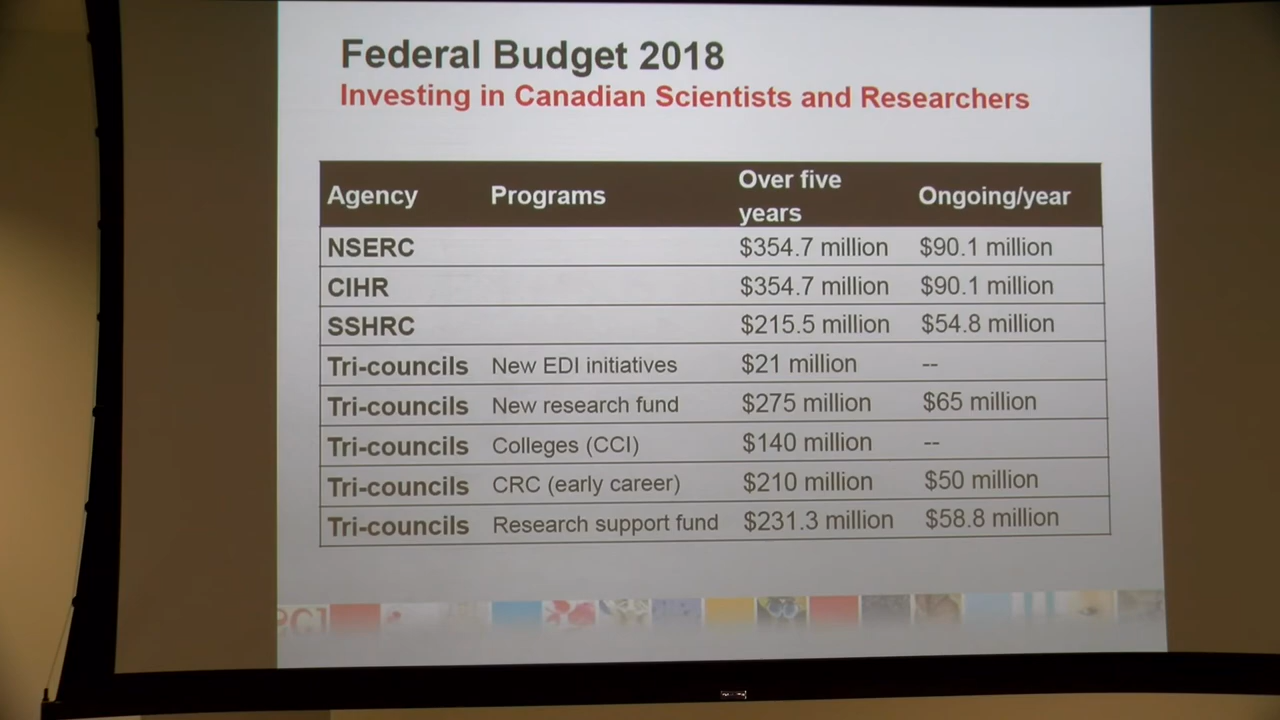 Federal Budget 2018
Investing in Canadian Scientists and Researchers
Agency Programs Over five years Ongoing/year
NSERC $354.7 million $90.1 million
CIHR $354.7 million $90.1 million
SSHRC $215.5 million $54.8 million
Tri-councils New EDI initiatives $21 million --
Tri-councils New research fund $275 million $65 million
Tri-councils Colleges (CCI) $140 million --
Tri-councils CRC (early career) $210 million $50 million
Tri-councils Research support fund $231.3 million $58.8 million